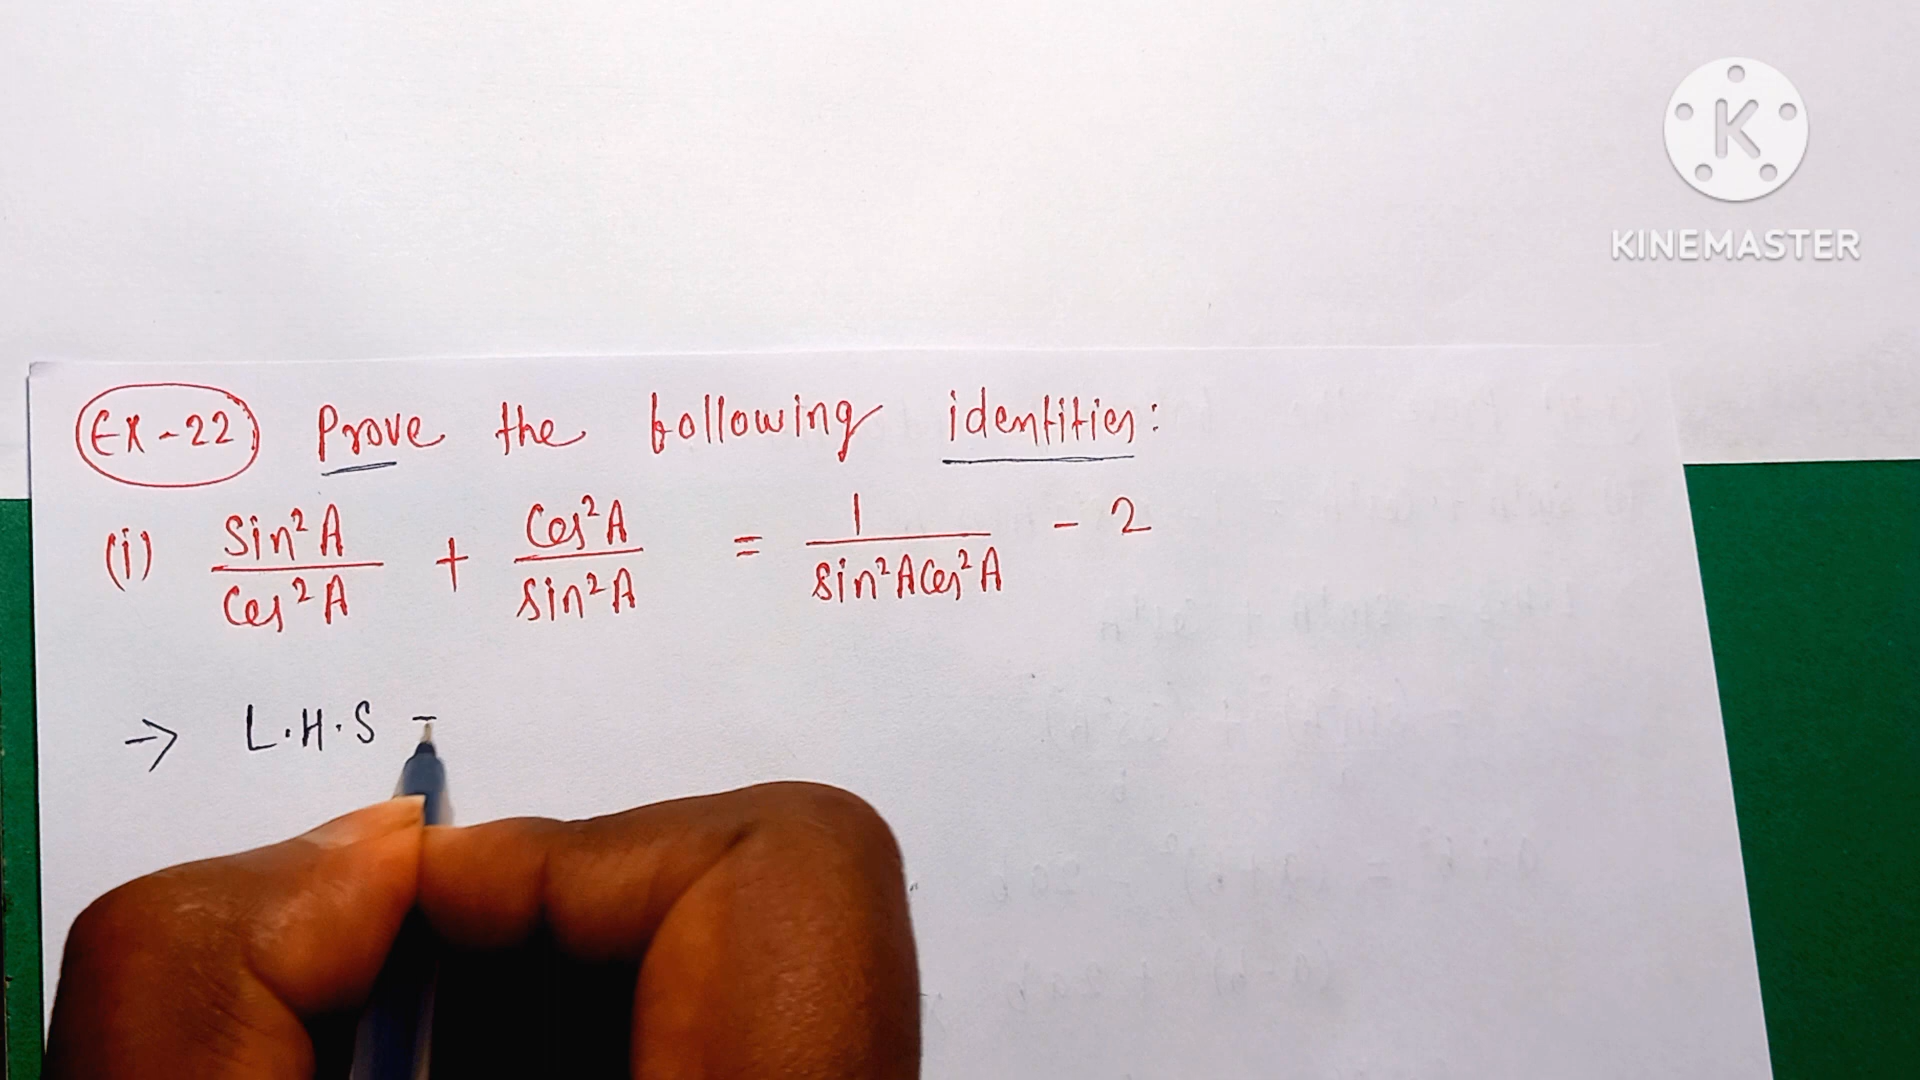 KINEMASTER
Ex-22 Prove the following identities:
(i) Sin²A/Cos²A + Cos²A/Sin²A = 1/Sin²ACos²A - 2
→ L.H.S =